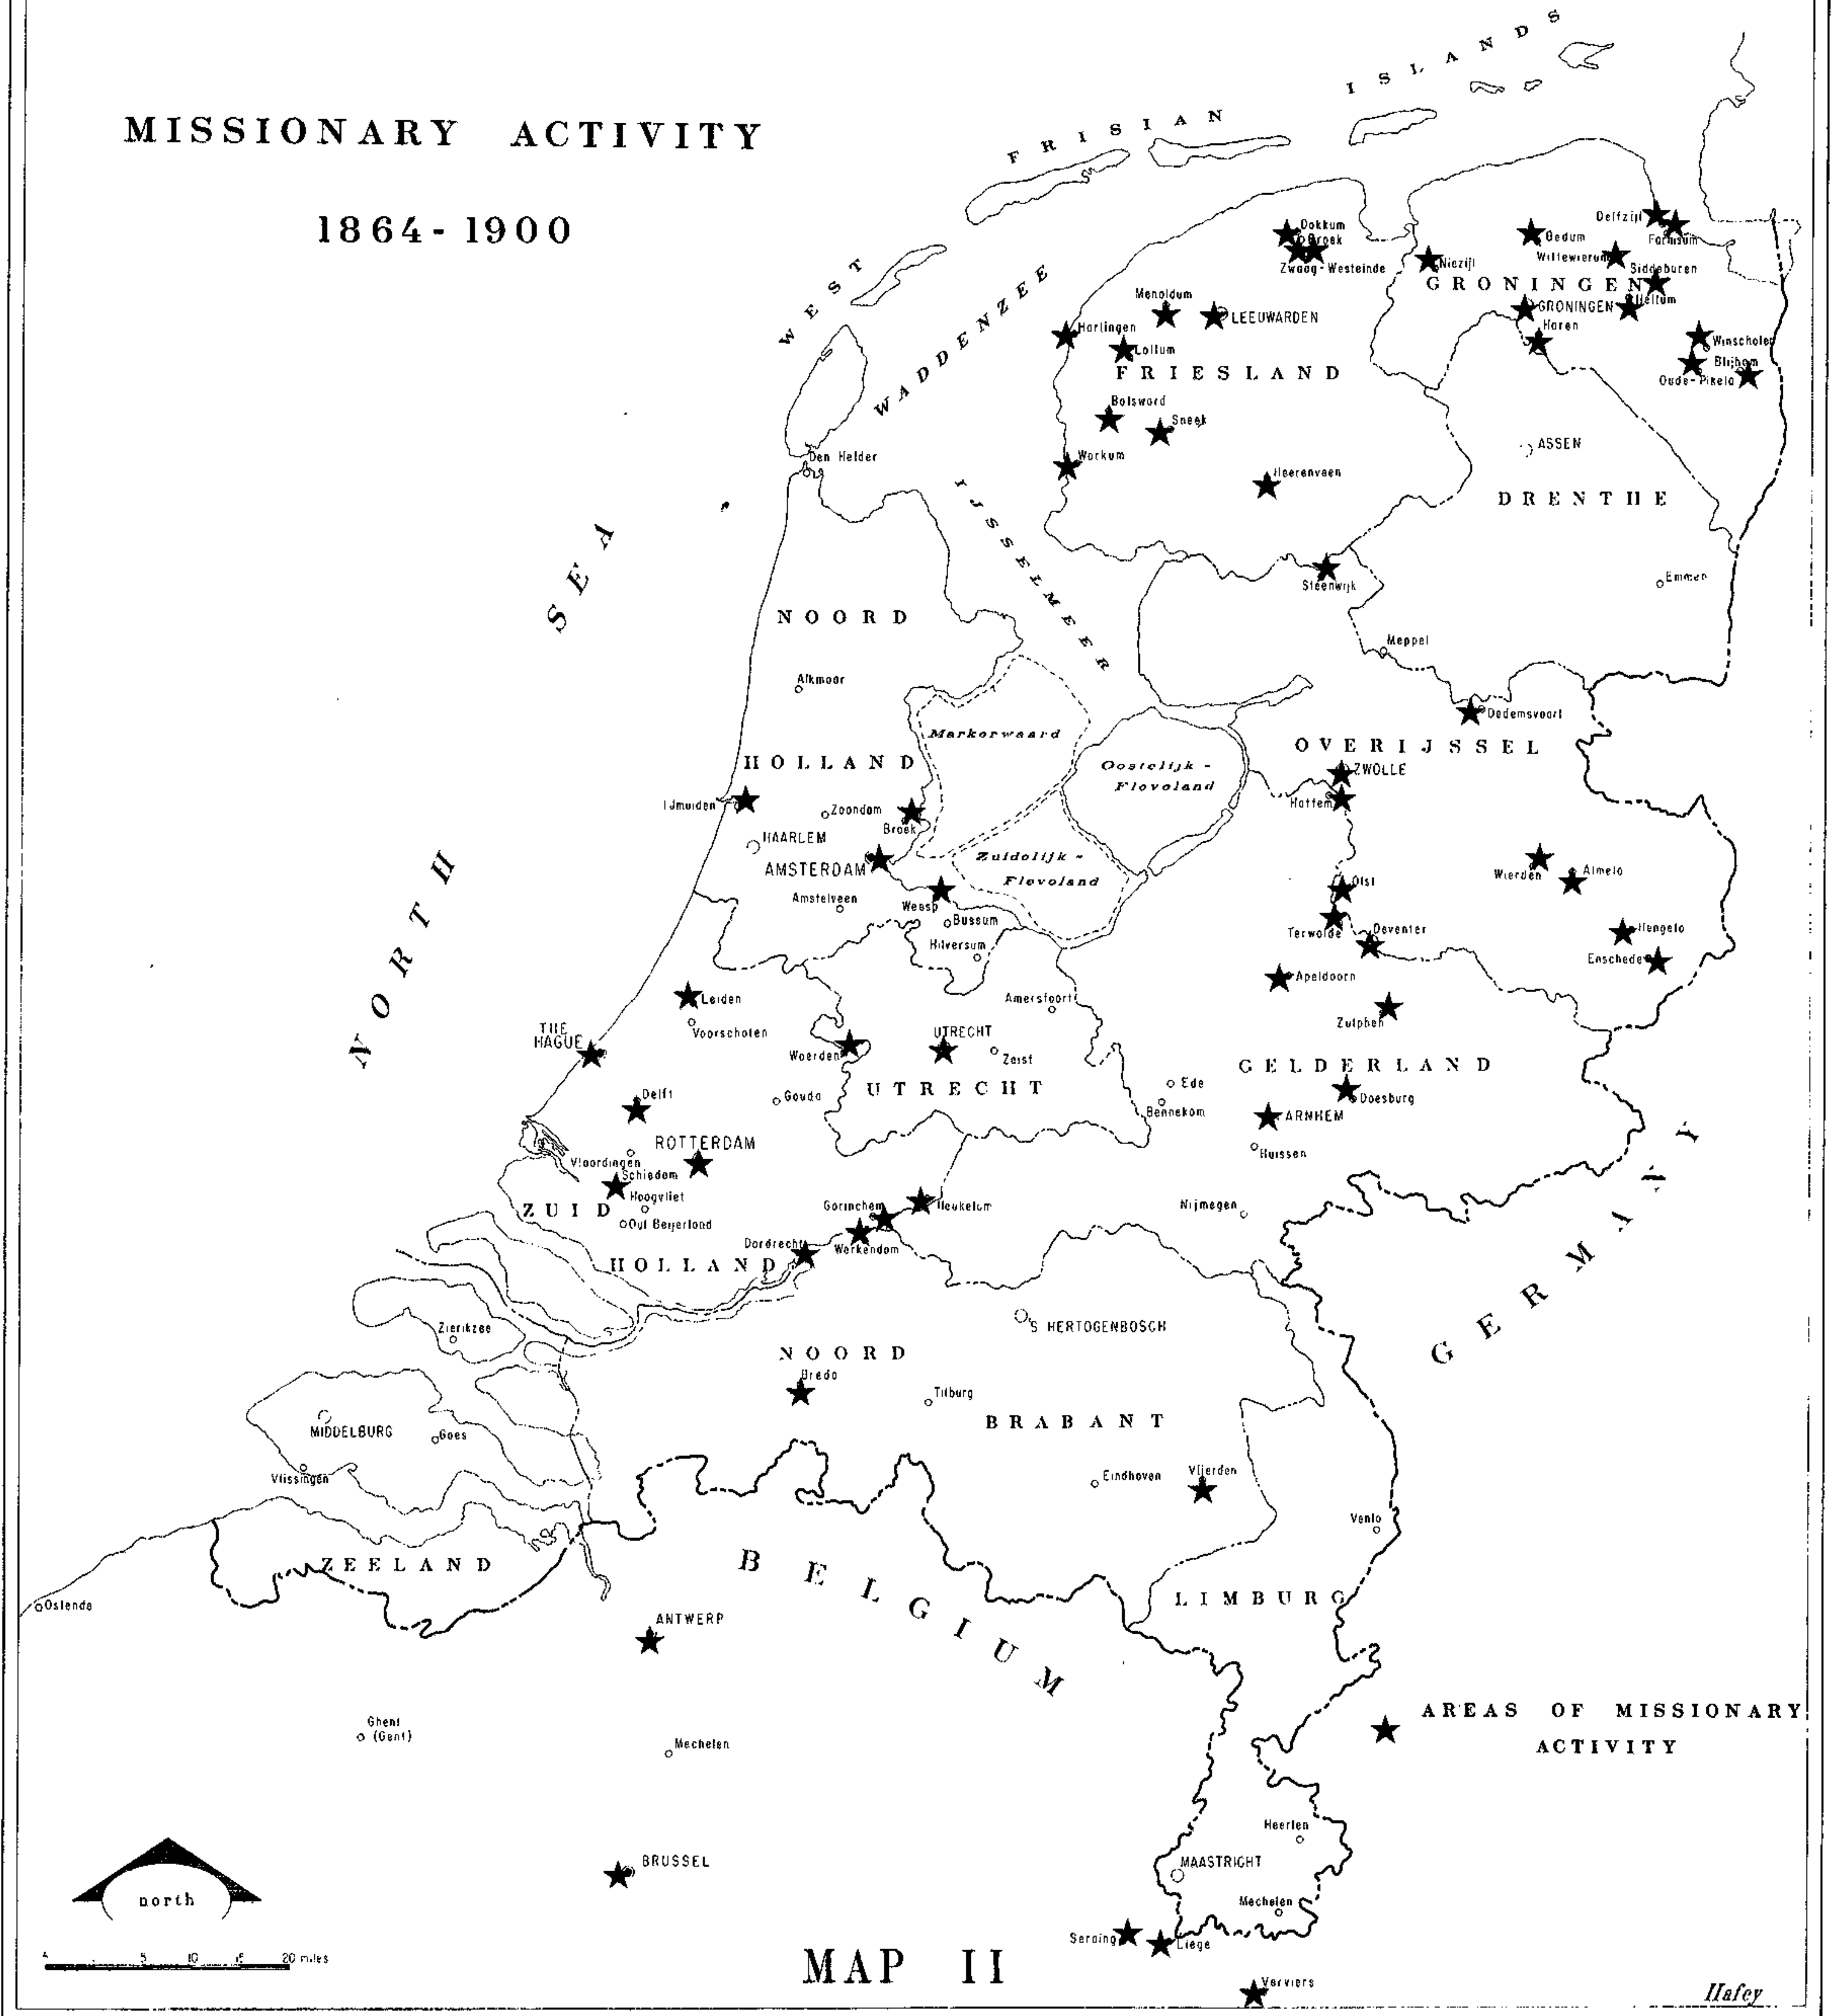 MISSIONARY ACTIVITY
1864-1900
WEST FRISIAN ISLANDS
WADDENZEE
IJSSELMEER
NORTH SEA
Dokkum
Broek
Zwaag-Westeinde
Niezijl
Bedum
Delfzijl
Farmsum
Wittewierum
Siddeburen
GRONINGEN
GRONINGEN
Hellum
Haren
Winschoten
Blijham
Oude-Pikela
Menaldum
LEEUWARDEN
Harlingen
Lollum
FRIESLAND
Bolsword
Sneek
Workum
Heerenveen
ASSEN
DRENTHE
Emmen
Den Helder
Steenwijk
Meppel
Dedemsvaart
NOORD
HOLLAND
Alkmaar
Markerwaard
Oostelijk-
Flevoland
Zuidelijk-
Flevoland
OVERIJSSEL
ZWOLLE
Hattem
IJmuiden
Zaandam
Broek
HAARLEM
AMSTERDAM
Amstelveen
Weesp
Bussum
Hilversum
Olst
Terwolde
Deventer
Wierden
Almelo
Hengelo
Enschede
Apeldoorn
Zutphen
Leiden
Voorschoten
THE
HAGUE
Woerden
UTRECHT
Zeist
Amersfoort
UTRECHT
Gouda
Delft
Ede
Bennekom
GELDERLAND
Doesburg
ARNHEM
Huissen
Nijmegen
ROTTERDAM
Vlaardingen
Schiedam
Hoogvliet
Oud Beijerland
ZUID
HOLLAND
Gorinchem
Heukelum
Werkendam
Dordrecht
Zierikzee
'S HERTOGENBOSCH
NOORD
BRABANT
Breda
Tilburg
Eindhoven
Vlierden
Venlo
MIDDELBURG
Goes
Vlissingen
ZEELAND
LIMBURG
GERMANY
BELGIUM
Ostende
ANTWERP
Ghent
(Gent)
Mechelen
BRUSSEL
AREAS OF MISSIONARY
ACTIVITY
Heerlen
MAASTRICHT
Mechelen
Seraing
Liege
Verviers
north
5 10 15 20 miles
MAP II
Hafey